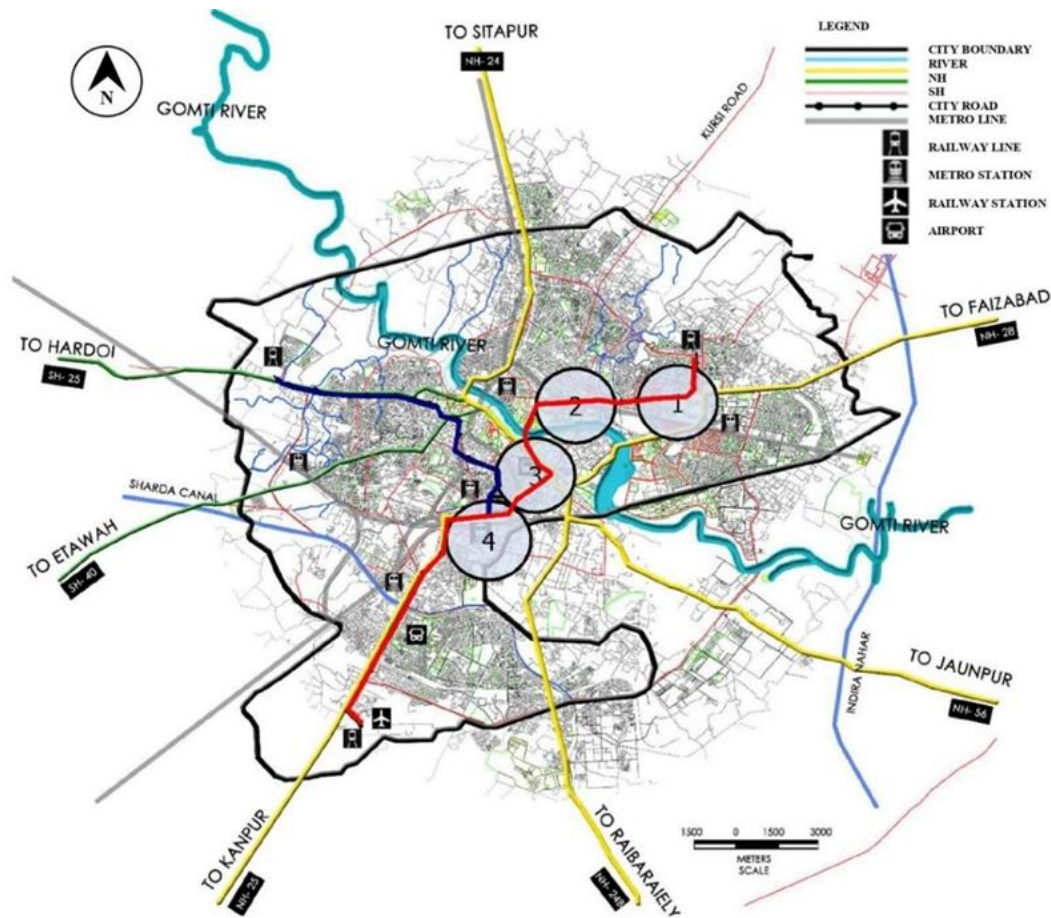 TO SITAPUR
NH-24
N
GOMTI RIVER
KURSI ROAD
LEGEND
CITY BOUNDARY
RIVER
NH
SH
CITY ROAD
METRO LINE
RAILWAY LINE
METRO STATION
RAILWAY STATION
AIRPORT
TO FAIZABAD
NH-28
TO HARDOI
SH-25
GOMTI RIVER
1
2
3
4
SHARDA CANAL
TO ETAWAH
SH-40
GOMTI RIVER
TO JAUNPUR
NH-56
INDIRA NAHAR
TO KANPUR
NH-25
TO RAIBARAIELY
NH-24B
1500 0 1500 3000
METERS
SCALE